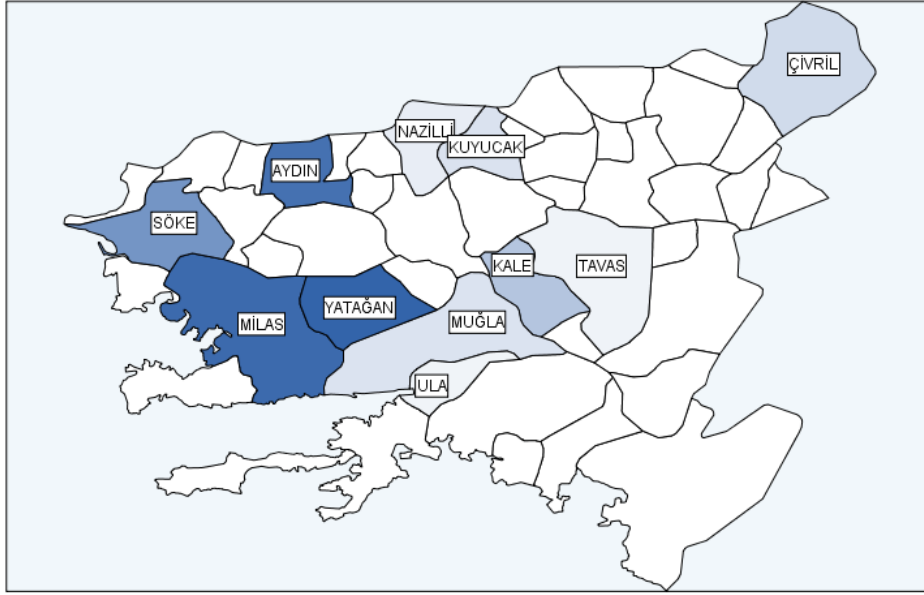 ÇİVRİL
NAZİLLİ
KUYUCAK
AYDIN
SÖKE
KALE
TAVAS
YATAĞAN
MİLAS
MUĞLA
ULA